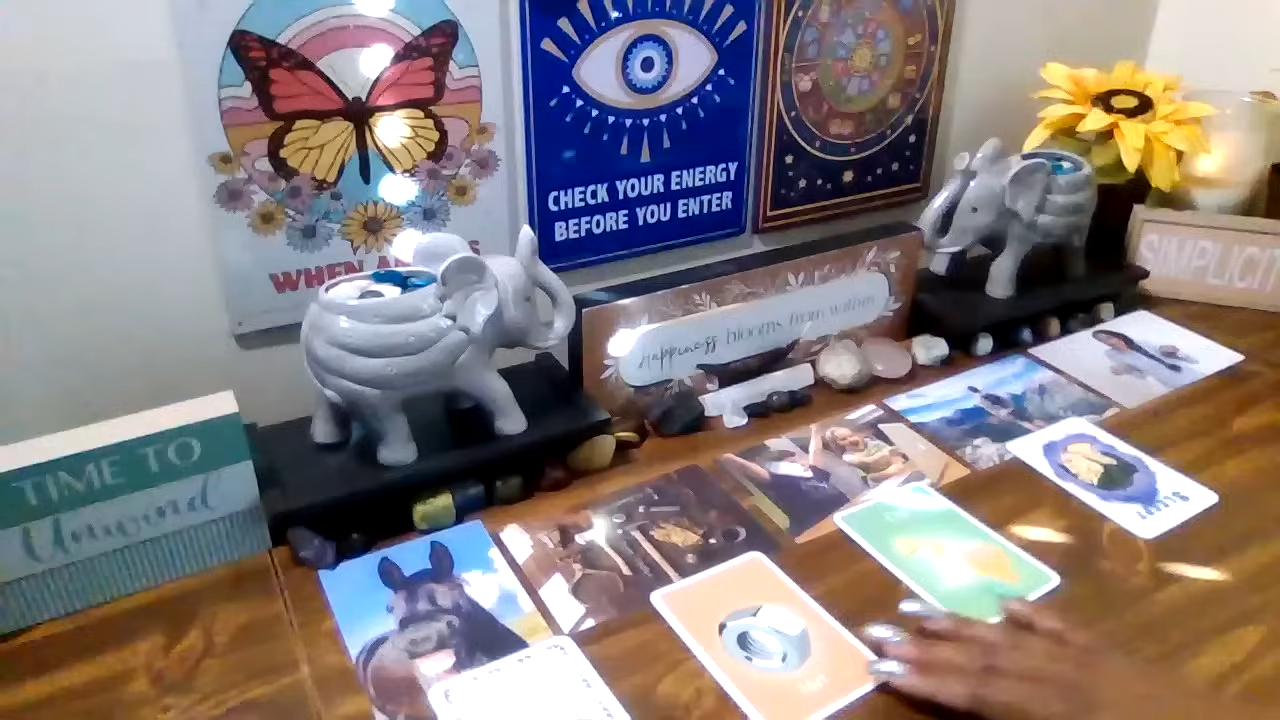 WHEN
CHECK YOUR ENERGY
BEFORE YOU ENTER
Happiness blooms from within
SIMPLICIT
TIME TO
Unwind